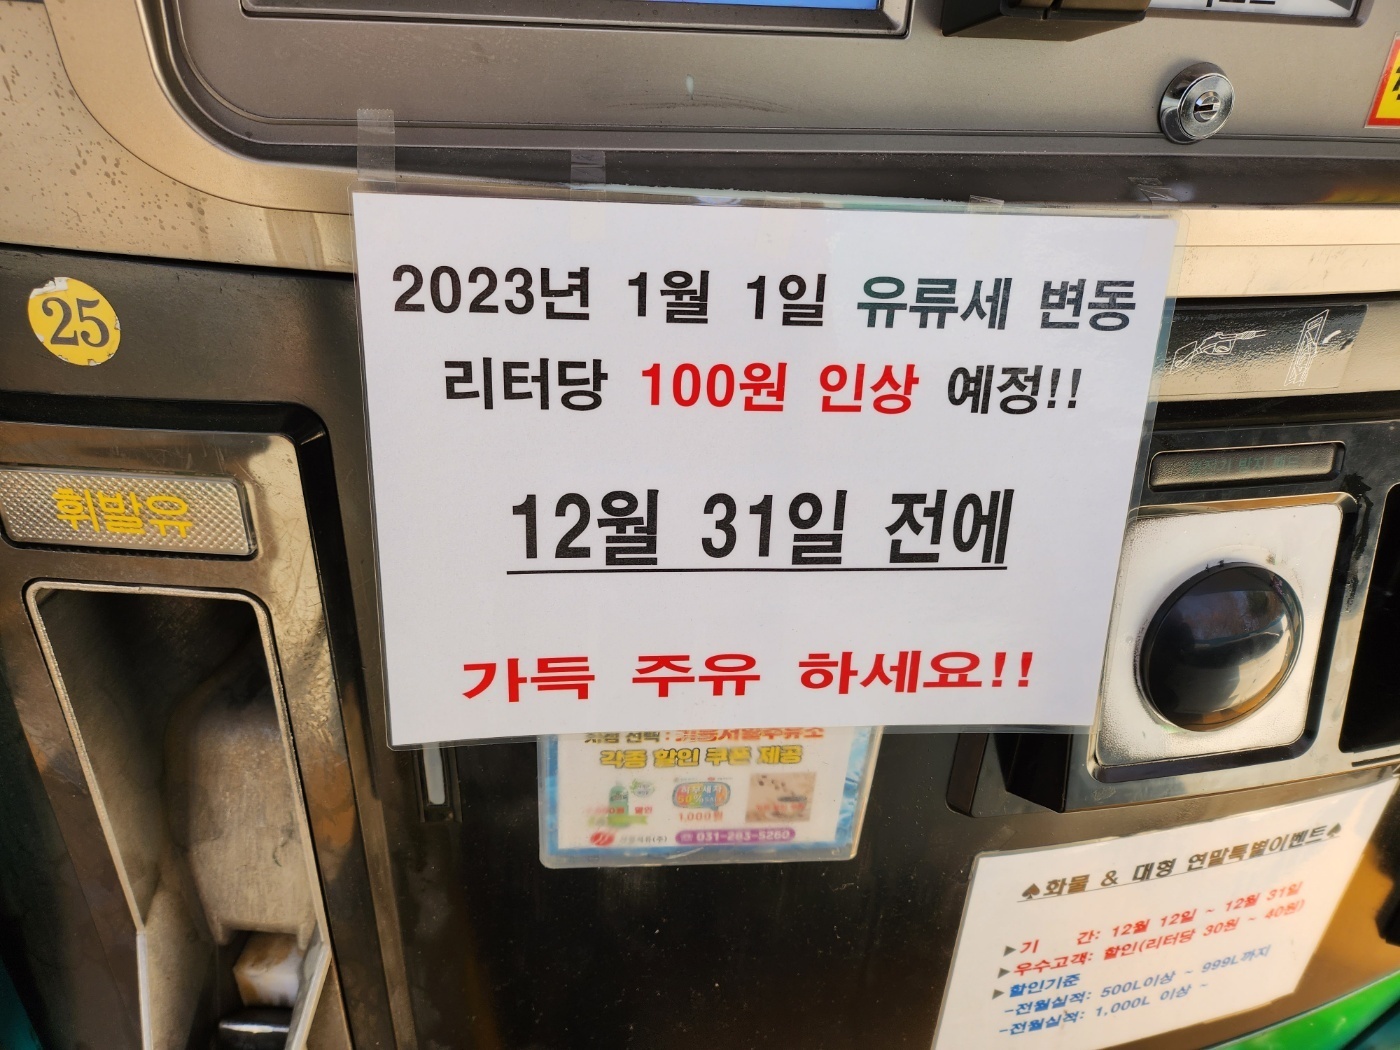 2023년 1월 1일 유류세 변동
리터당 100원 인상 예정!!
12월 31일 전에
가득 주유 하세요!!
25
휘발유
지정 선택 :
각종 할인 쿠폰 제공
1,000원
031-283-5260
♠화물 & 대형 연말특별이벤트♠
▶기 간: 12월 12일 ~ 12월 31일
▶우수고객: 할인(리터당 30원 ~ 40원)
▶할인기준
-전월실적: 500L이상 ~ 999L까지
-전월실적: 1,000L 이상 ~